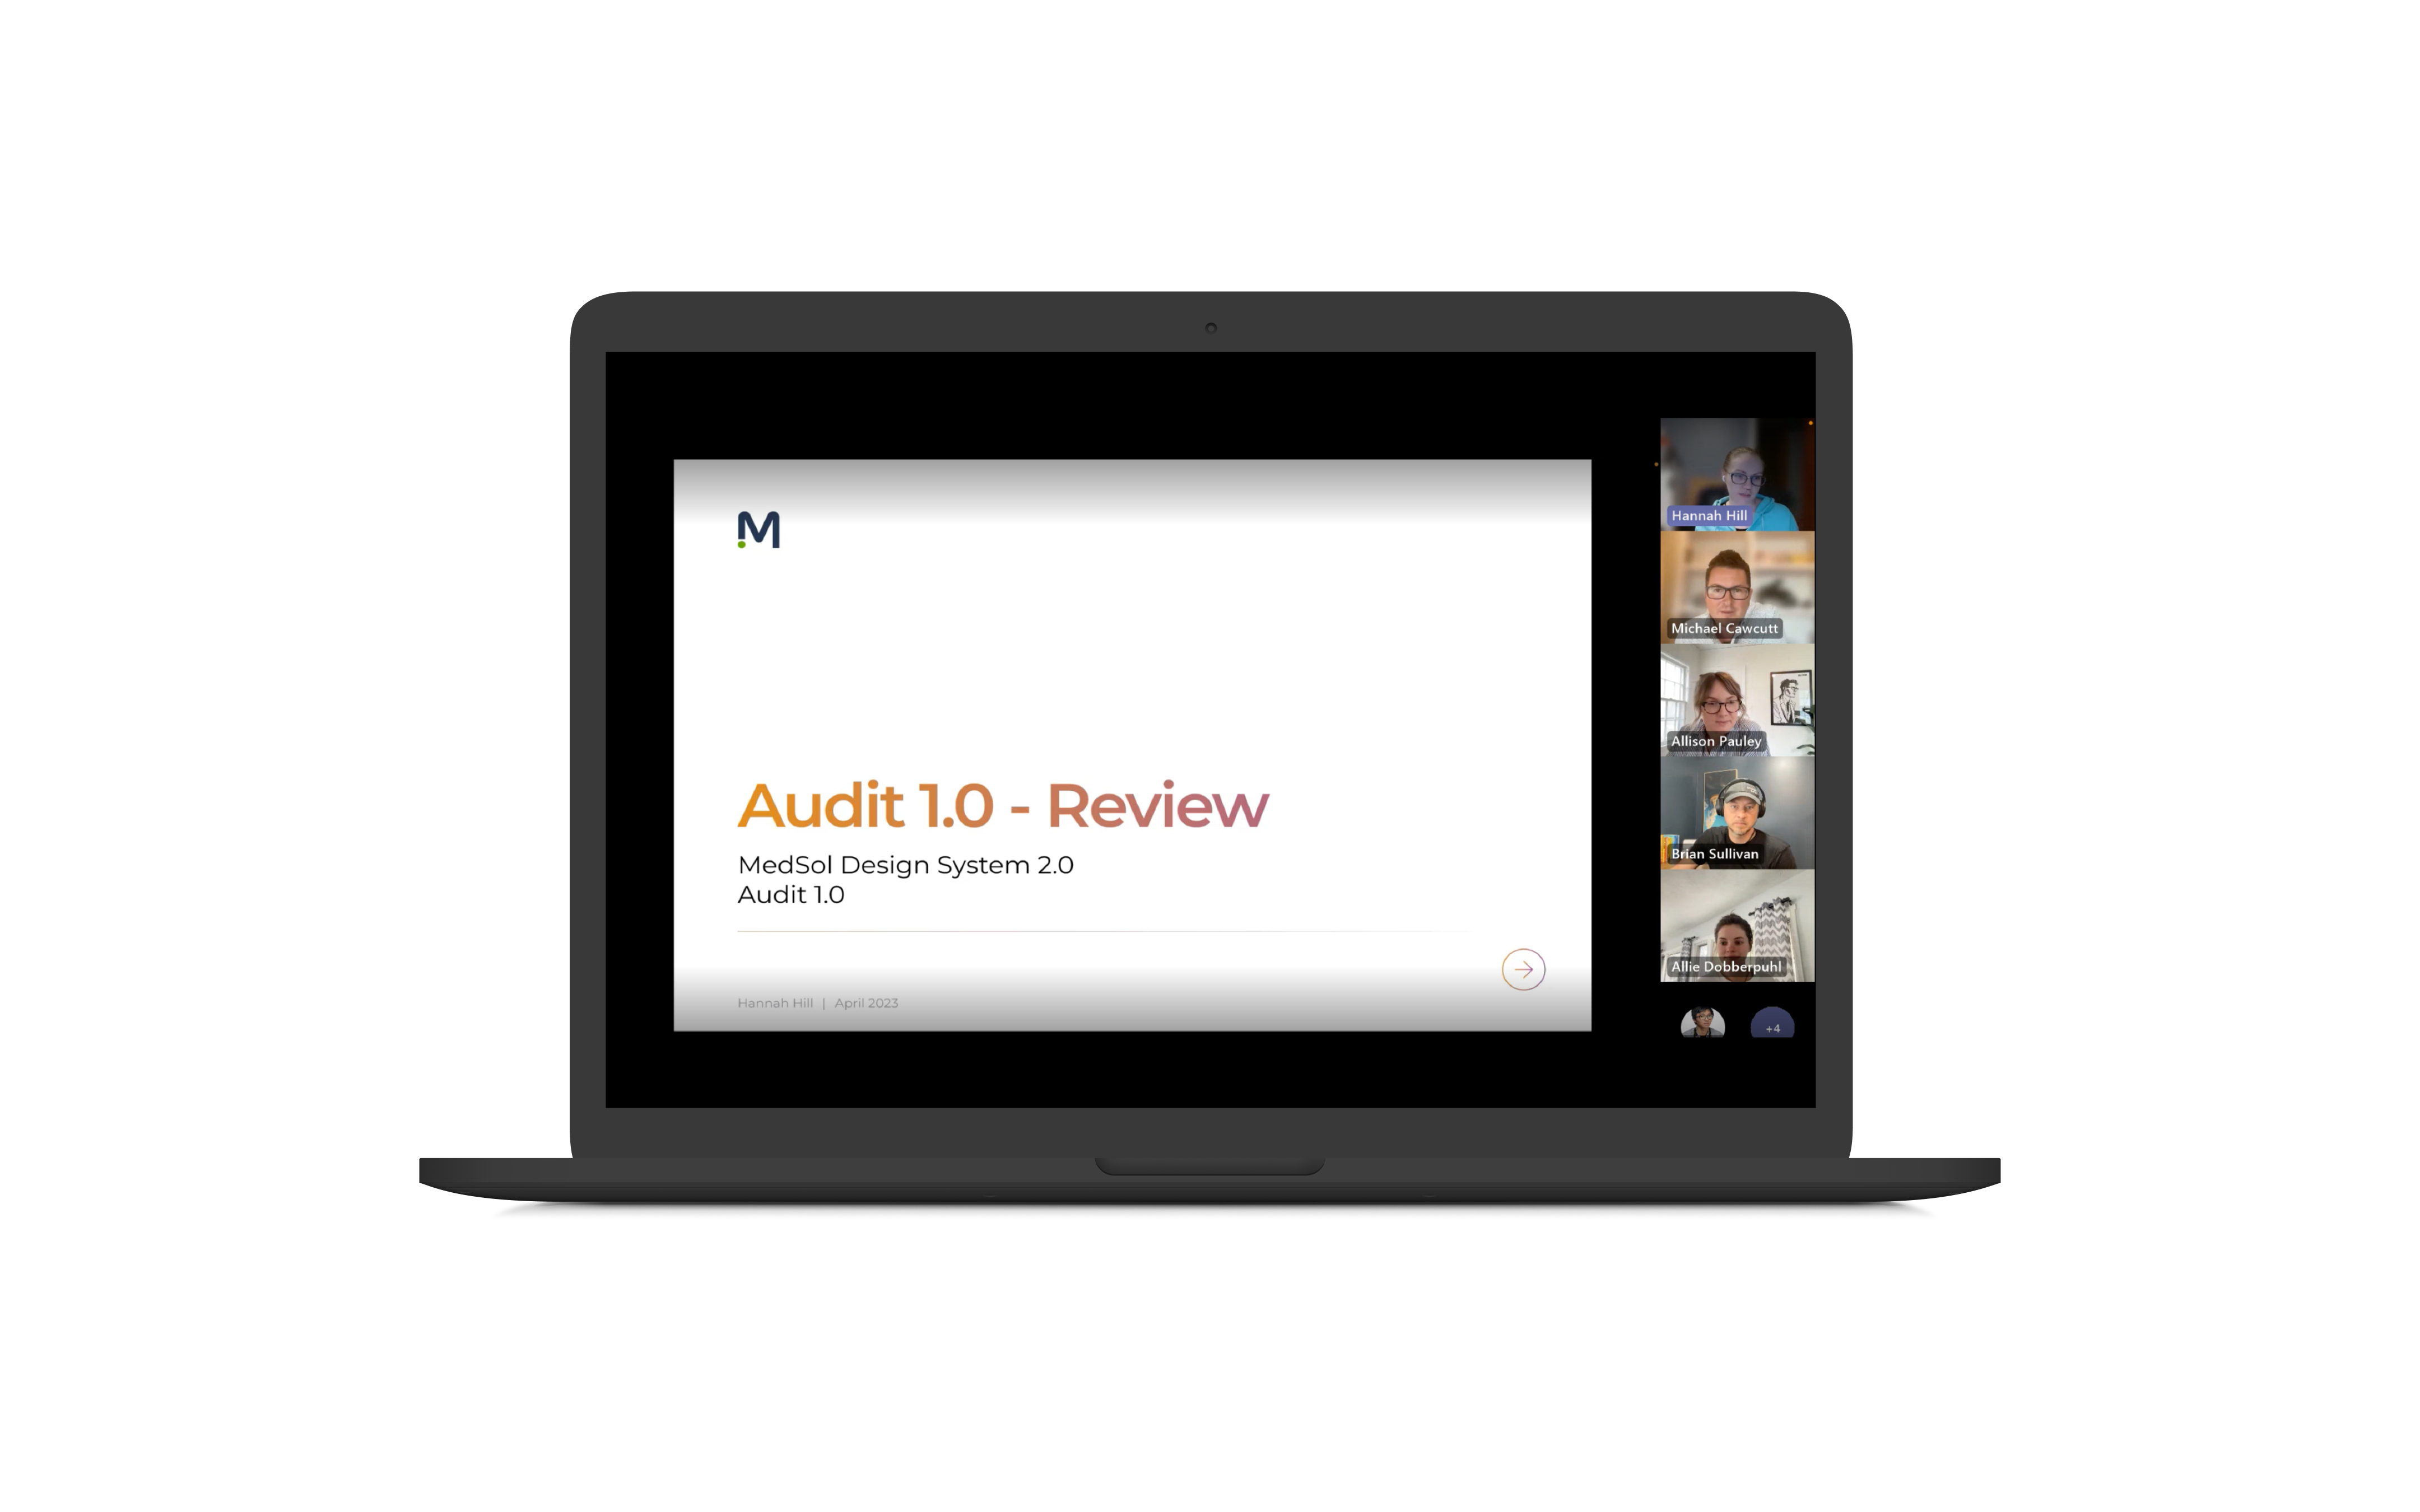 M
Audit 1.0 - Review
MedSol Design System 2.0
Audit 1.0
Hannah Hill | April 2023
Hannah Hill
Michael Cawcutt
Allison Pauley
Brian Sullivan
Allie Dobberpuhl
+4